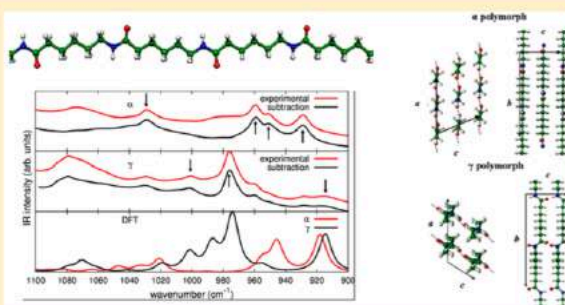 α polymorph
c
a
b
c
experimental
subtraction
α
IR intensity (arb. units)
experimental
subtraction
γ
DFT
α
γ
1100 1080 1060 1040 1020 1000 980 960 940 920 900
wavenumber (cm⁻¹)
γ polymorph
c
a
b
c